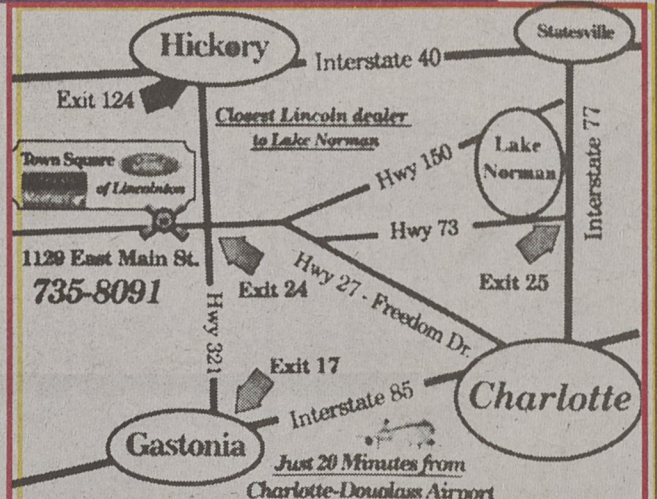 Hickory
Statesville
Interstate 40
Exit 124
Closest Lincoln dealer
to Lake Norman
Lake
Norman
Interstate 77
Hwy 150
Town Square
of Lincolnton
Hwy 73
1129 East Main St.
735-8091
Exit 24
Exit 25
Hwy 27 - Freedom Dr.
Hwy 321
Exit 17
Interstate 85
Charlotte
Gastonia
Just 20 Minutes from
Charlotte-Douglass Airport